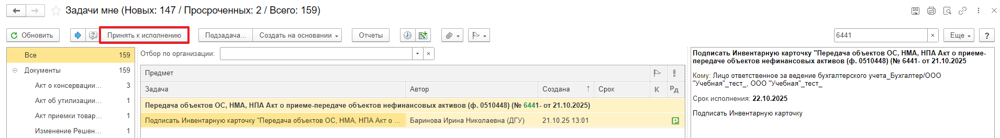 Задачи мне (Новых: 147 / Просроченных: 2 / Всего: 159)
Обновить
Принять к исполнению
Подзадача...
Создать на основании
Отчеты
6441
×
Еще
?
Все 159
Документы 159
Акт о консервации... 3
Акт об утилизации... 1
Акт приемки товар... 1
Изменение Решен... 1
Отбор по организации:
Предмет
Задача Автор Создана ↑ Срок К Рд
Передача объектов ОС, НМА, НПА Акт о приеме-передаче объектов нефинансовых активов (ф. 0510448) (№ 6441- от 21.10.2025)
Подписать Инвентарную карточку "Передача объектов ОС, НМА, НПА Акт о ... Баринова Ирина Николаевна (ДГУ) 21.10.25 13:01 P
Подписать Инвентарную карточку "Передача объектов ОС, НМА, НПА Акт о приеме-
передаче объектов нефинансовых активов (ф. 0510448) (№ 6441- от 21.10.2025
Кому: Лицо ответственное за ведение бухгалтерского учета_Бухгалтер/ООО
"Учебная"_тест_, ООО "Учебная"_тест_
Срок исполнения: 22.10.2025
Подписать Инвентарную карточку